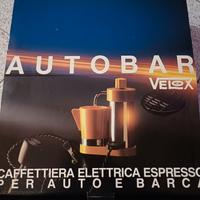 AUTOBAR
VELOX
CAFFETTIERA ELETTRICA ESPRESSO
PER AUTO E BARCA